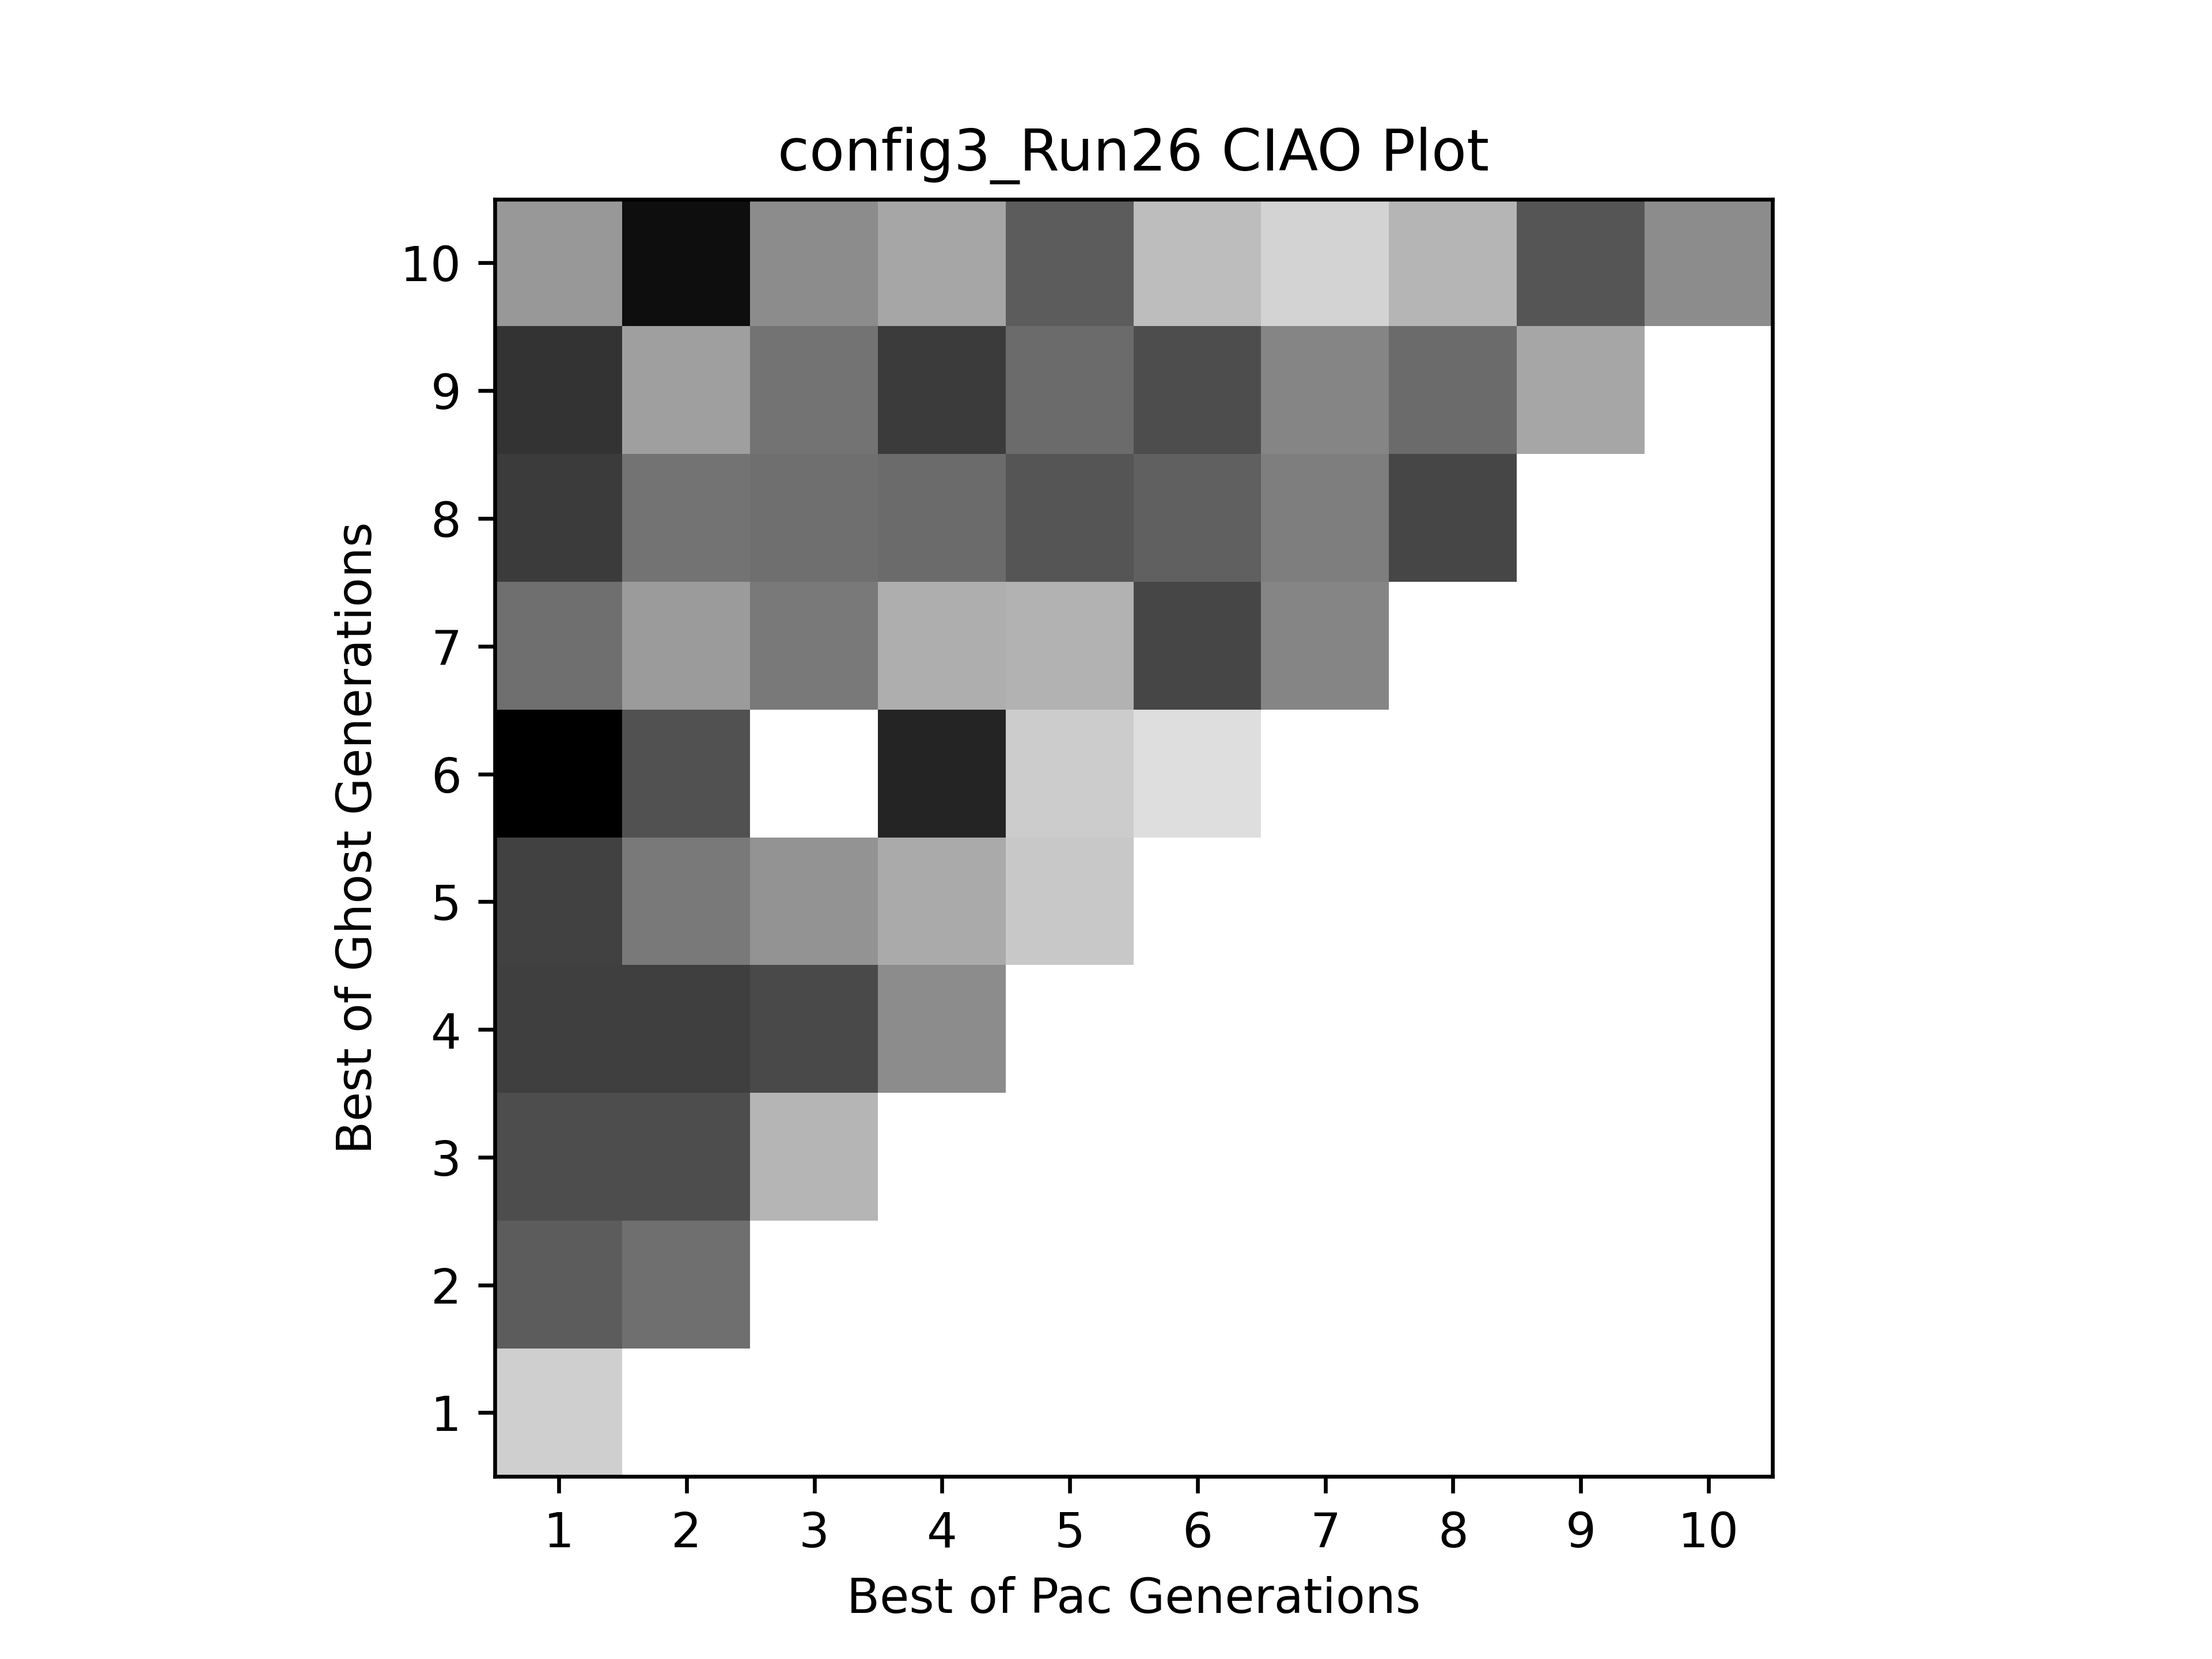 config3_Run26 CIAO Plot
10
9
8
7
6
5
4
3
2
1
Best of Ghost Generations
1 2 3 4 5 6 7 8 9 10
Best of Pac Generations